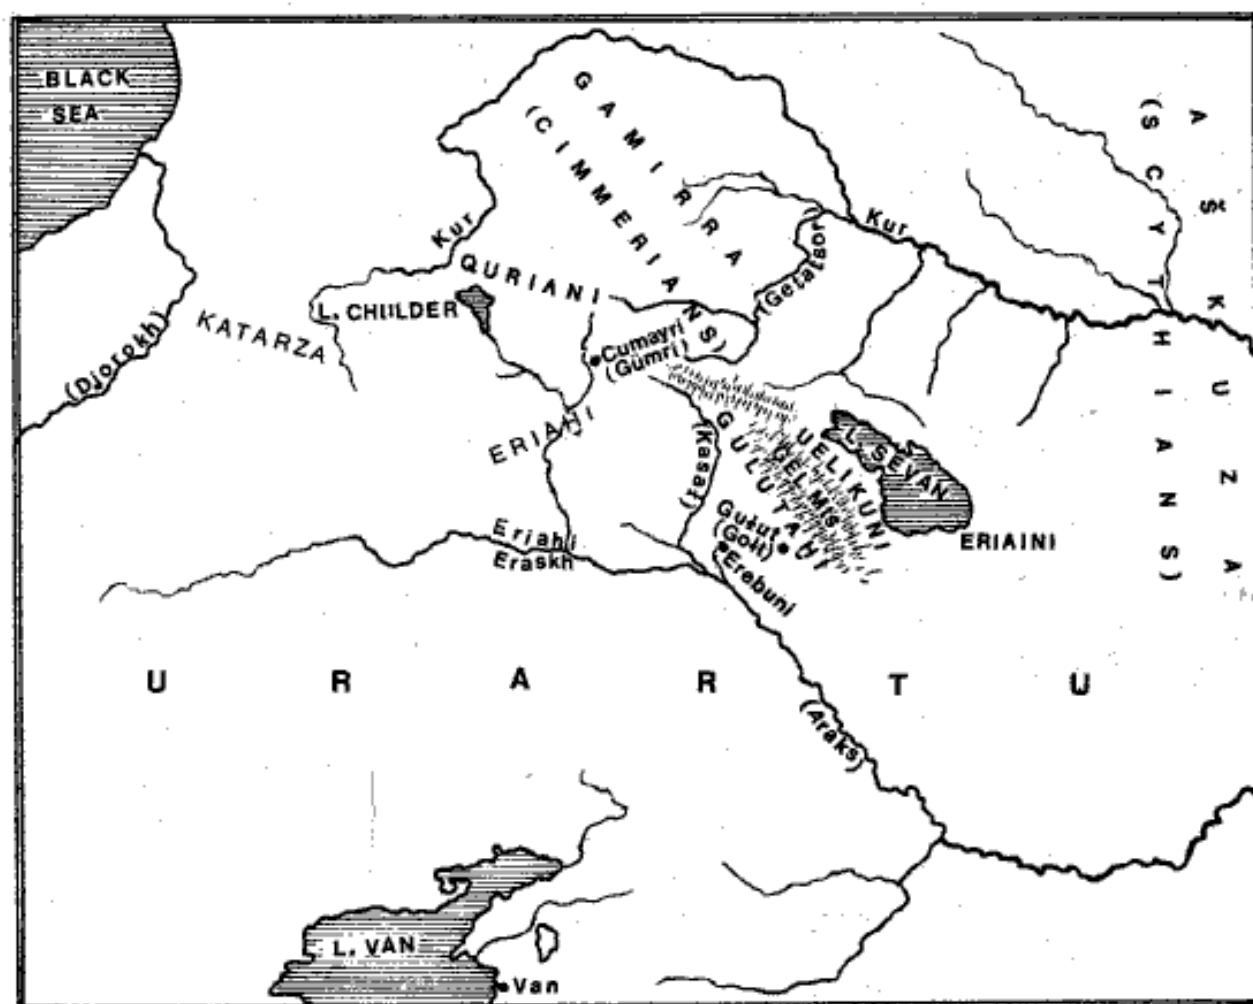 BLACK
SEA
GAMIRRA
(CIMMERIANS)
AŠKUZA
(SCYTHIANS)
Kur
Kur
QURIANI
(Getatsor)
L. CHILDER
KATARZA
(Djorokh)
Cumayri
(Gümri)
ERIAHI
(Kasał)
GULUTAHI
GELMIS
UELIKUNI
L. SEVAN
ERIAINI
Eriahi
Eraskh
Gułut
(Gołt)
Erebuni
URARTU
(Araks)
L. VAN
Van